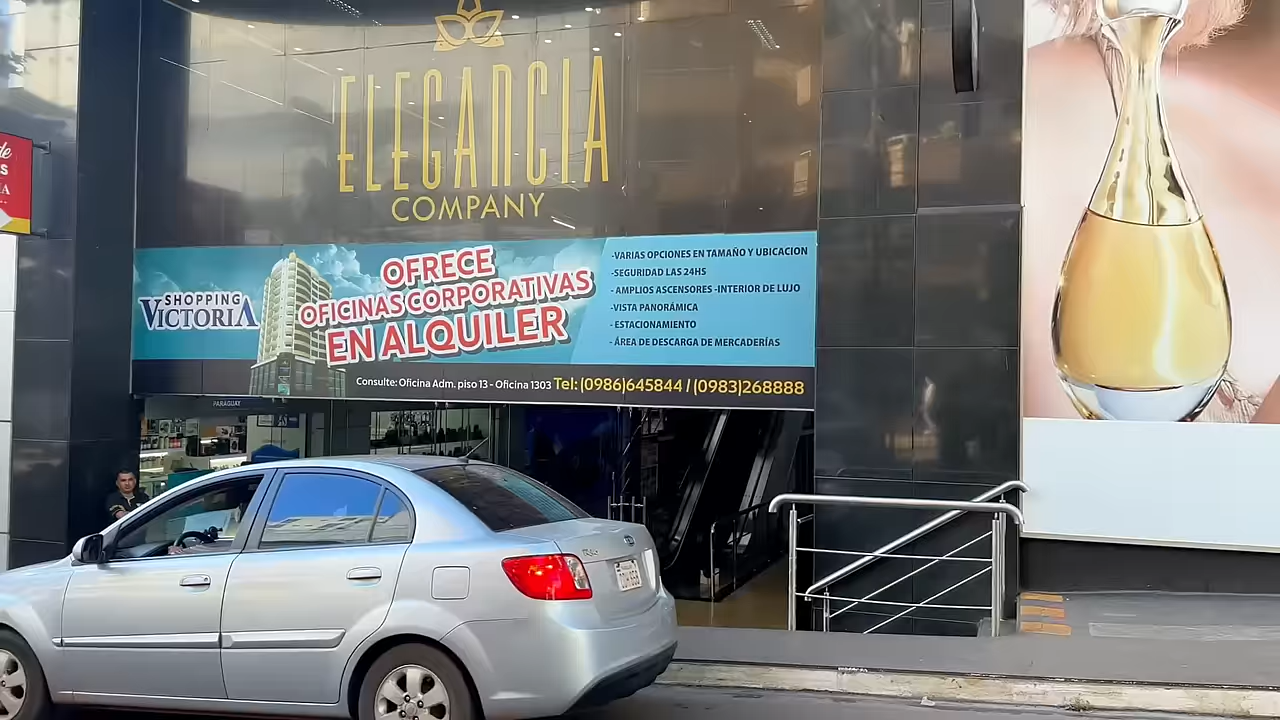 ELEGANCIA
COMPANY
SHOPPING
VICTORIA
OFRECE
OFICINAS CORPORATIVAS
EN ALQUILER
-VARIAS OPCIONES EN TAMAÑO Y UBICACION
-SEGURIDAD LAS 24HS
- AMPLIOS ASCENSORES -INTERIOR DE LUJO
-VISTA PANORÁMICA
- ESTACIONAMIENTO
- ÁREA DE DESCARGA DE MERCADERÍAS
Consulte: Oficina Adm. piso 13 - Oficina 1303 Tel: (0986)645844 / (0983)268888
PARAGUAY